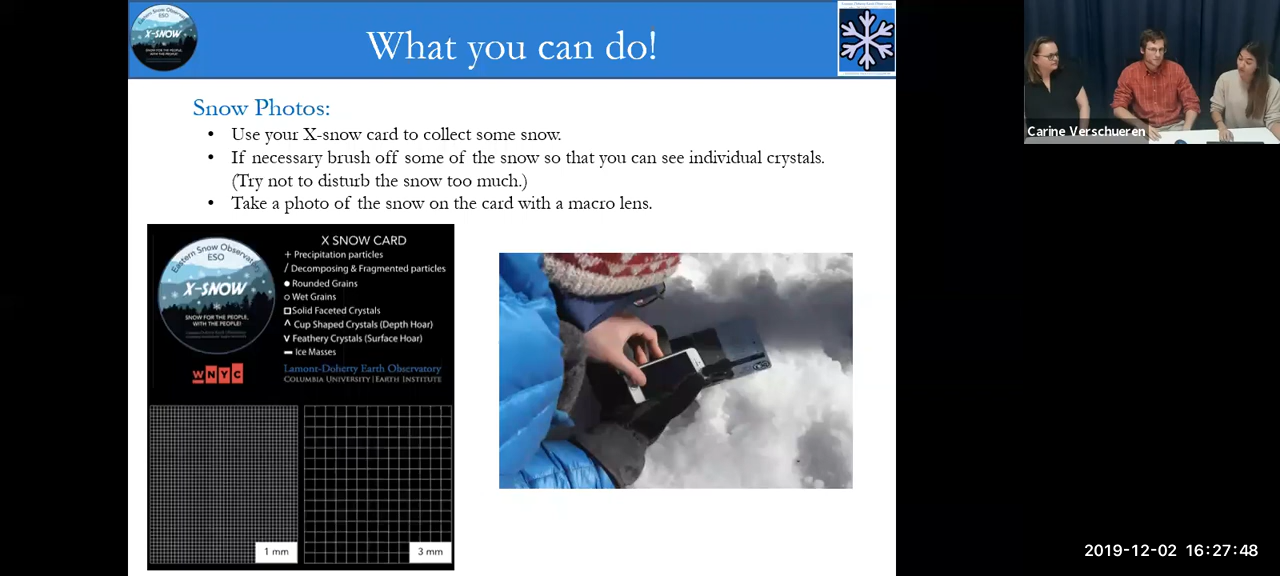 What you can do!
X-SNOW
Snow Photos:
• Use your X-snow card to collect some snow.
• If necessary brush off some of the snow so that you can see individual crystals.
(Try not to disturb the snow too much.)
• Take a photo of the snow on the card with a macro lens.
Eastern Snow Observatory
ESO
X-SNOW
SNOW FOR THE PEOPLE,
WITH THE PEOPLE!
WNYC
X SNOW CARD
+ Precipitation particles
/ Decomposing & Fragmented particles
● Rounded Grains
○ Wet Grains
□ Solid Faceted Crystals
^ Cup Shaped Crystals (Depth Hoar)
V Feathery Crystals (Surface Hoar)
▬ Ice Masses
Lamont-Doherty Earth Observatory
COLUMBIA UNIVERSITY | EARTH INSTITUTE
1 mm
3 mm
Carine Verschueren
2019-12-02 16:27:48